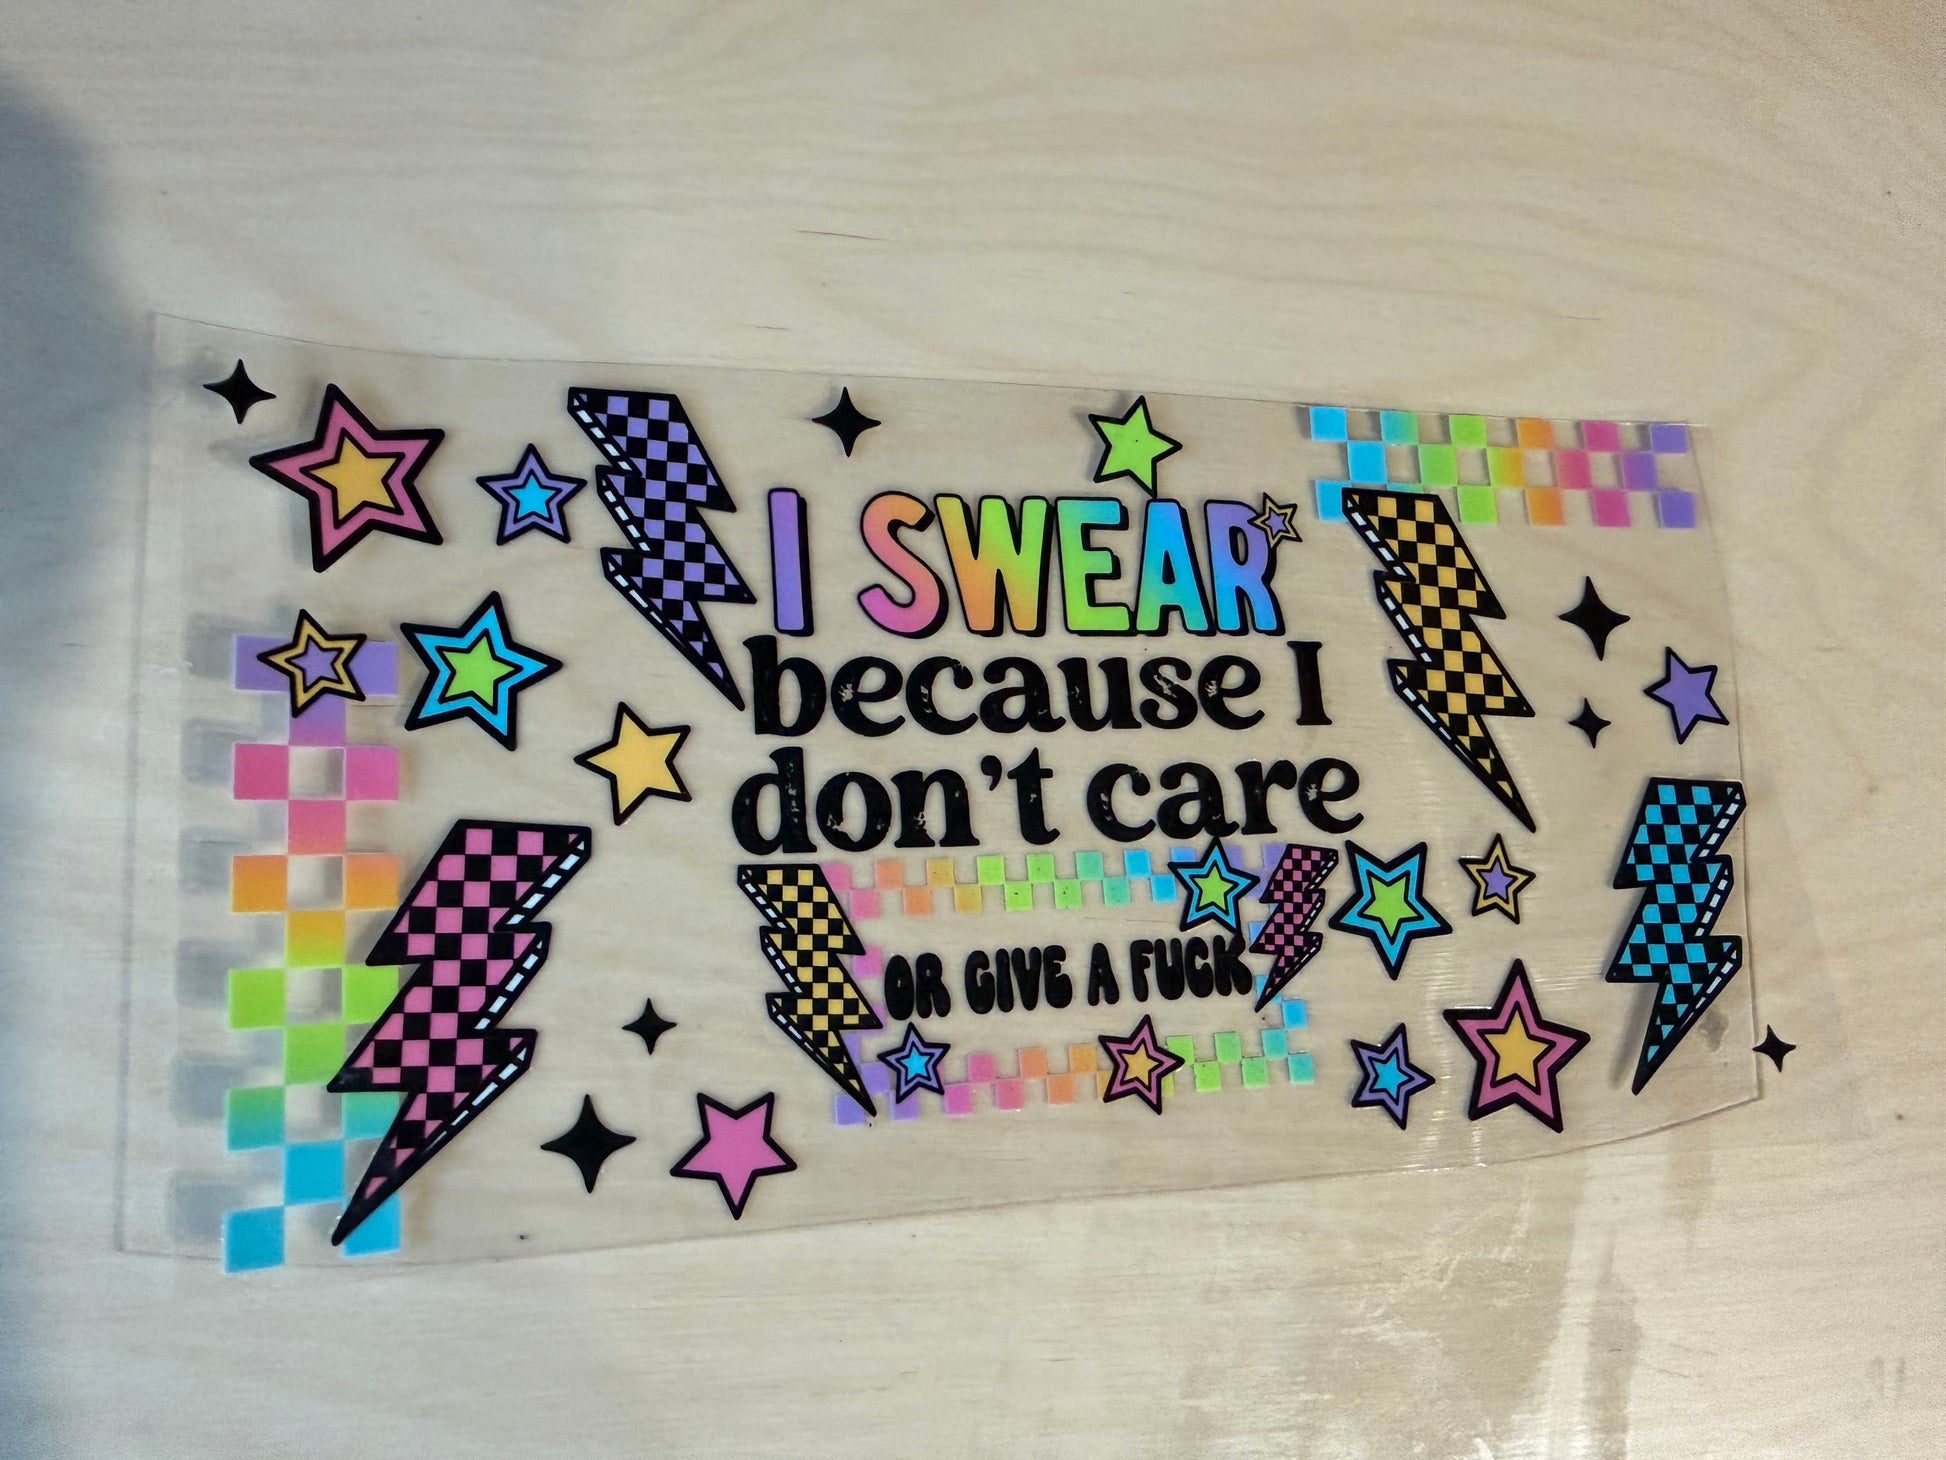 I SWEAR
because I
don't care
OR GIVE A FUCK